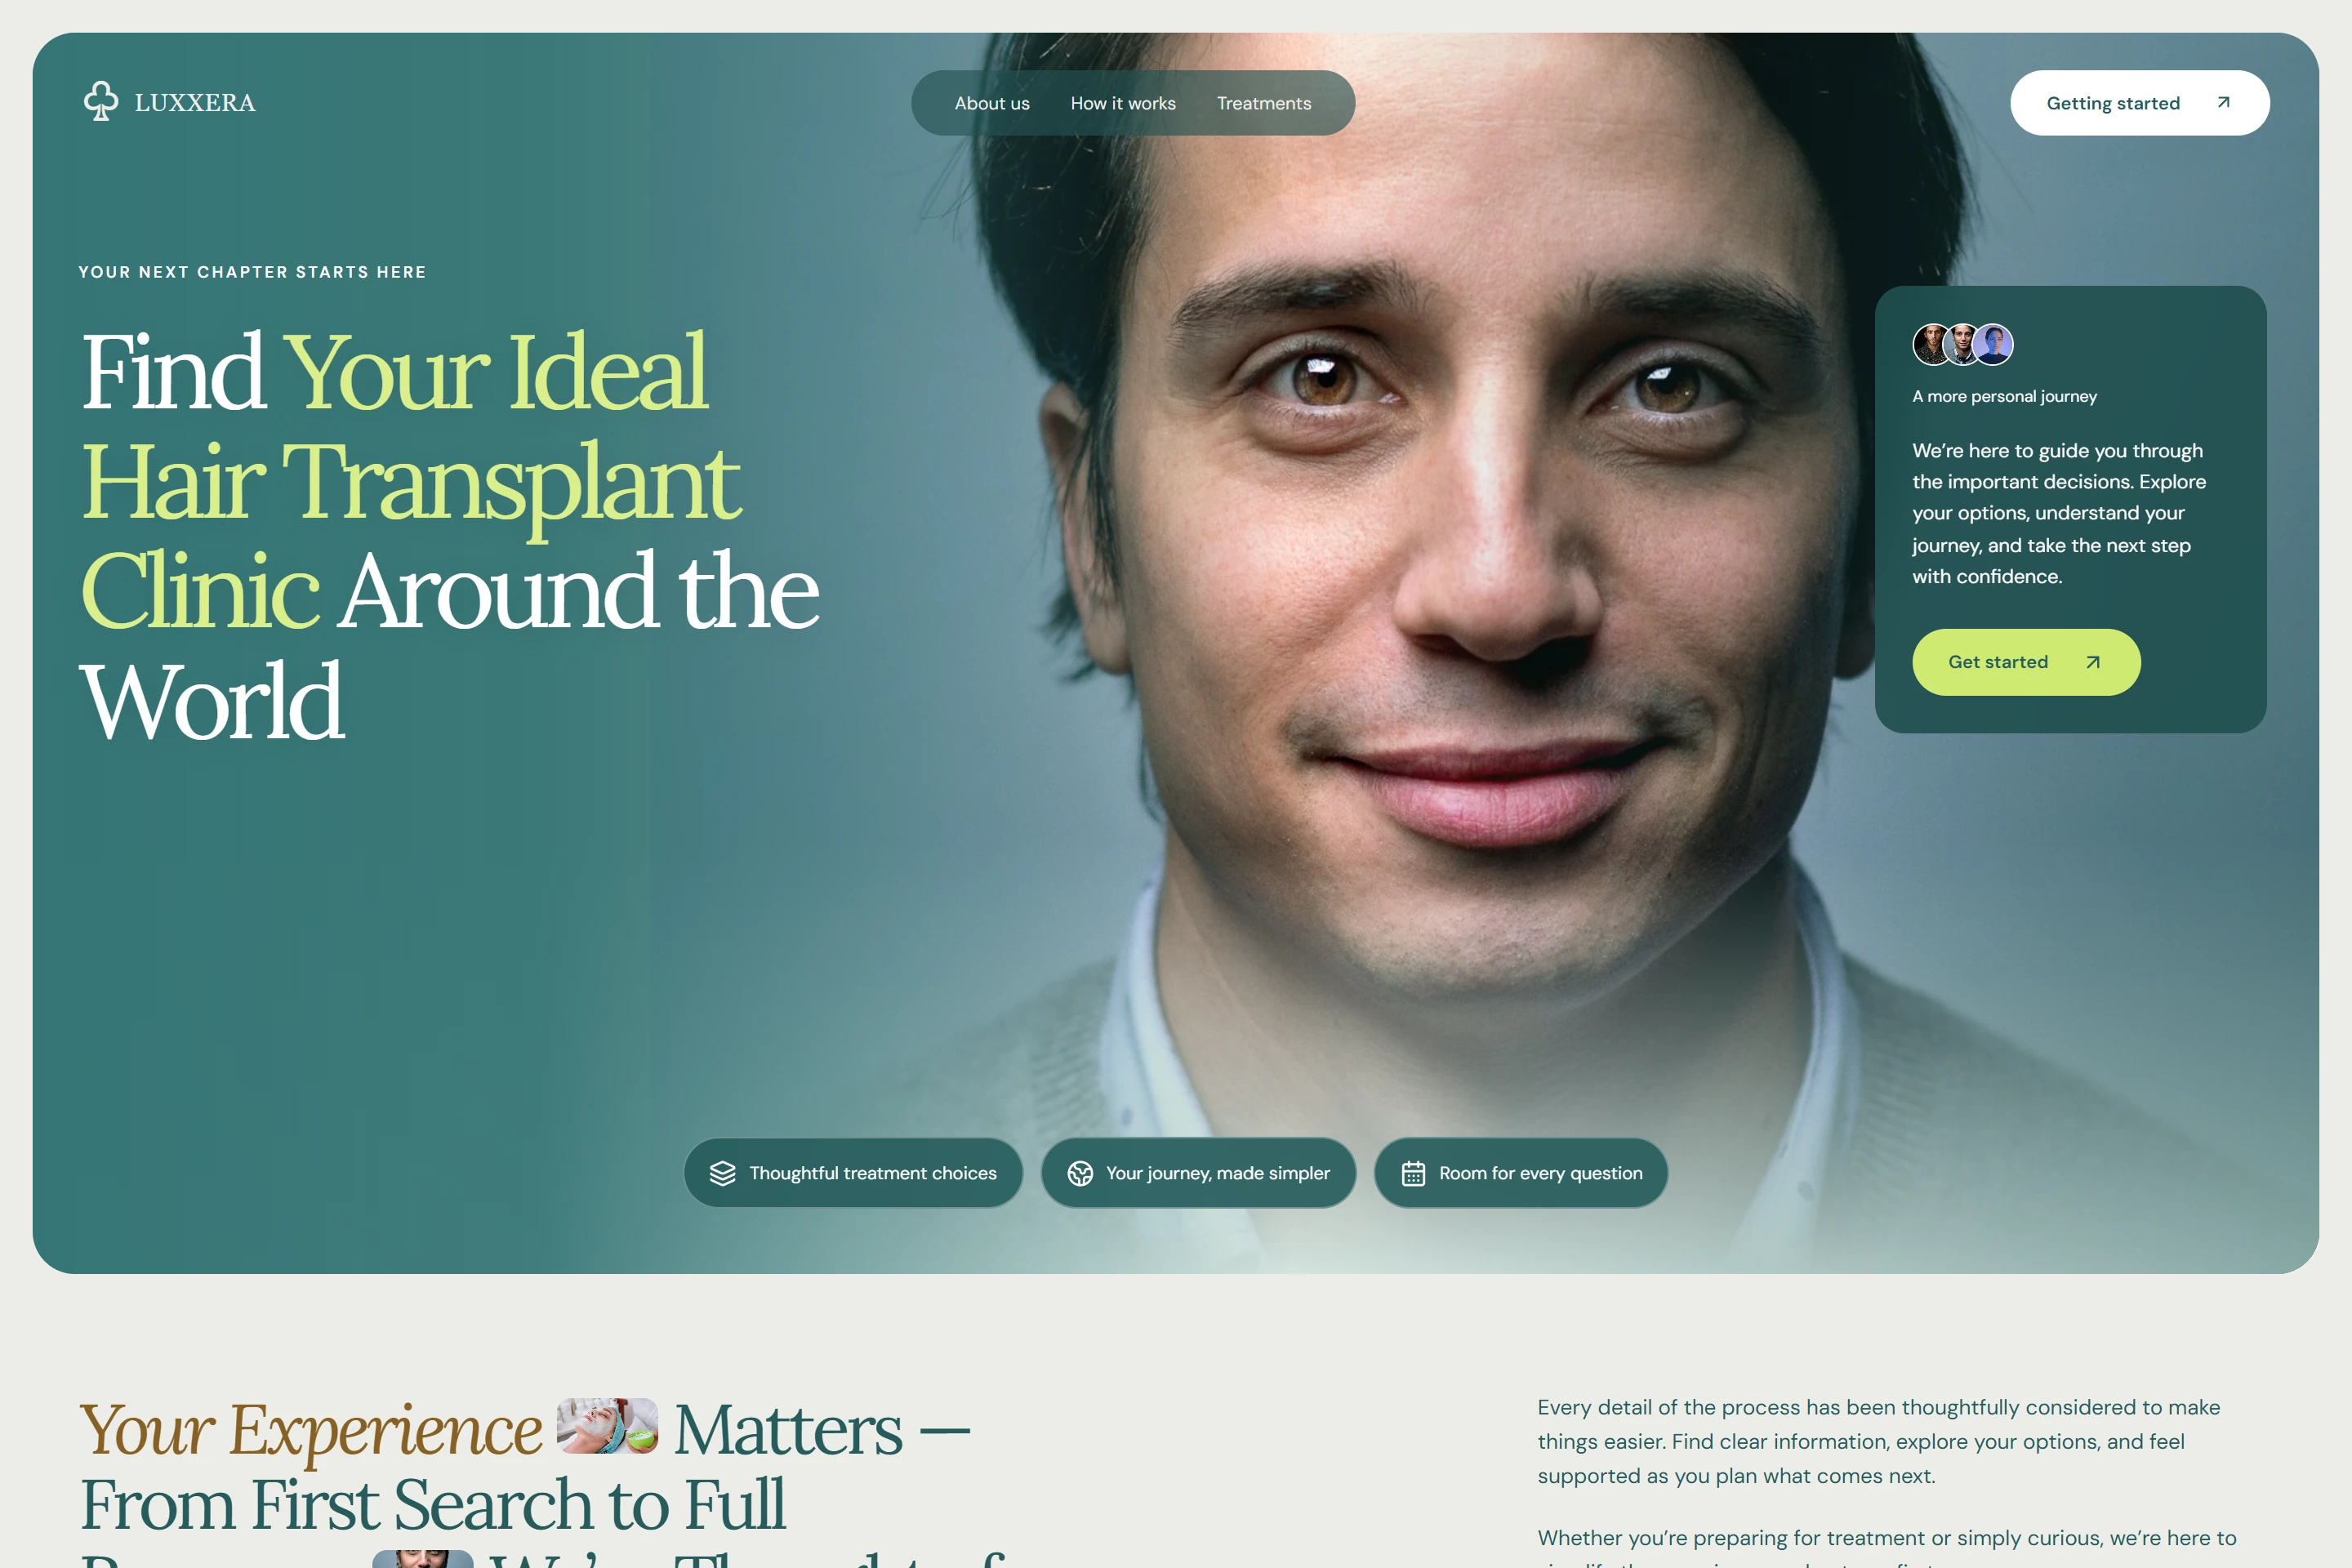 LUXXERA
About us
How it works
Treatments
Getting started
YOUR NEXT CHAPTER STARTS HERE
Find Your Ideal
Hair Transplant
Clinic Around the
World
A more personal journey
We’re here to guide you through
the important decisions. Explore
your options, understand your
journey, and take the next step
with confidence.
Get started
Thoughtful treatment choices
Your journey, made simpler
Room for every question
Your Experience Matters —
From First Search to Full
Every detail of the process has been thoughtfully considered to make
things easier. Find clear information, explore your options, and feel
supported as you plan what comes next.
Whether you’re preparing for treatment or simply curious, we’re here to